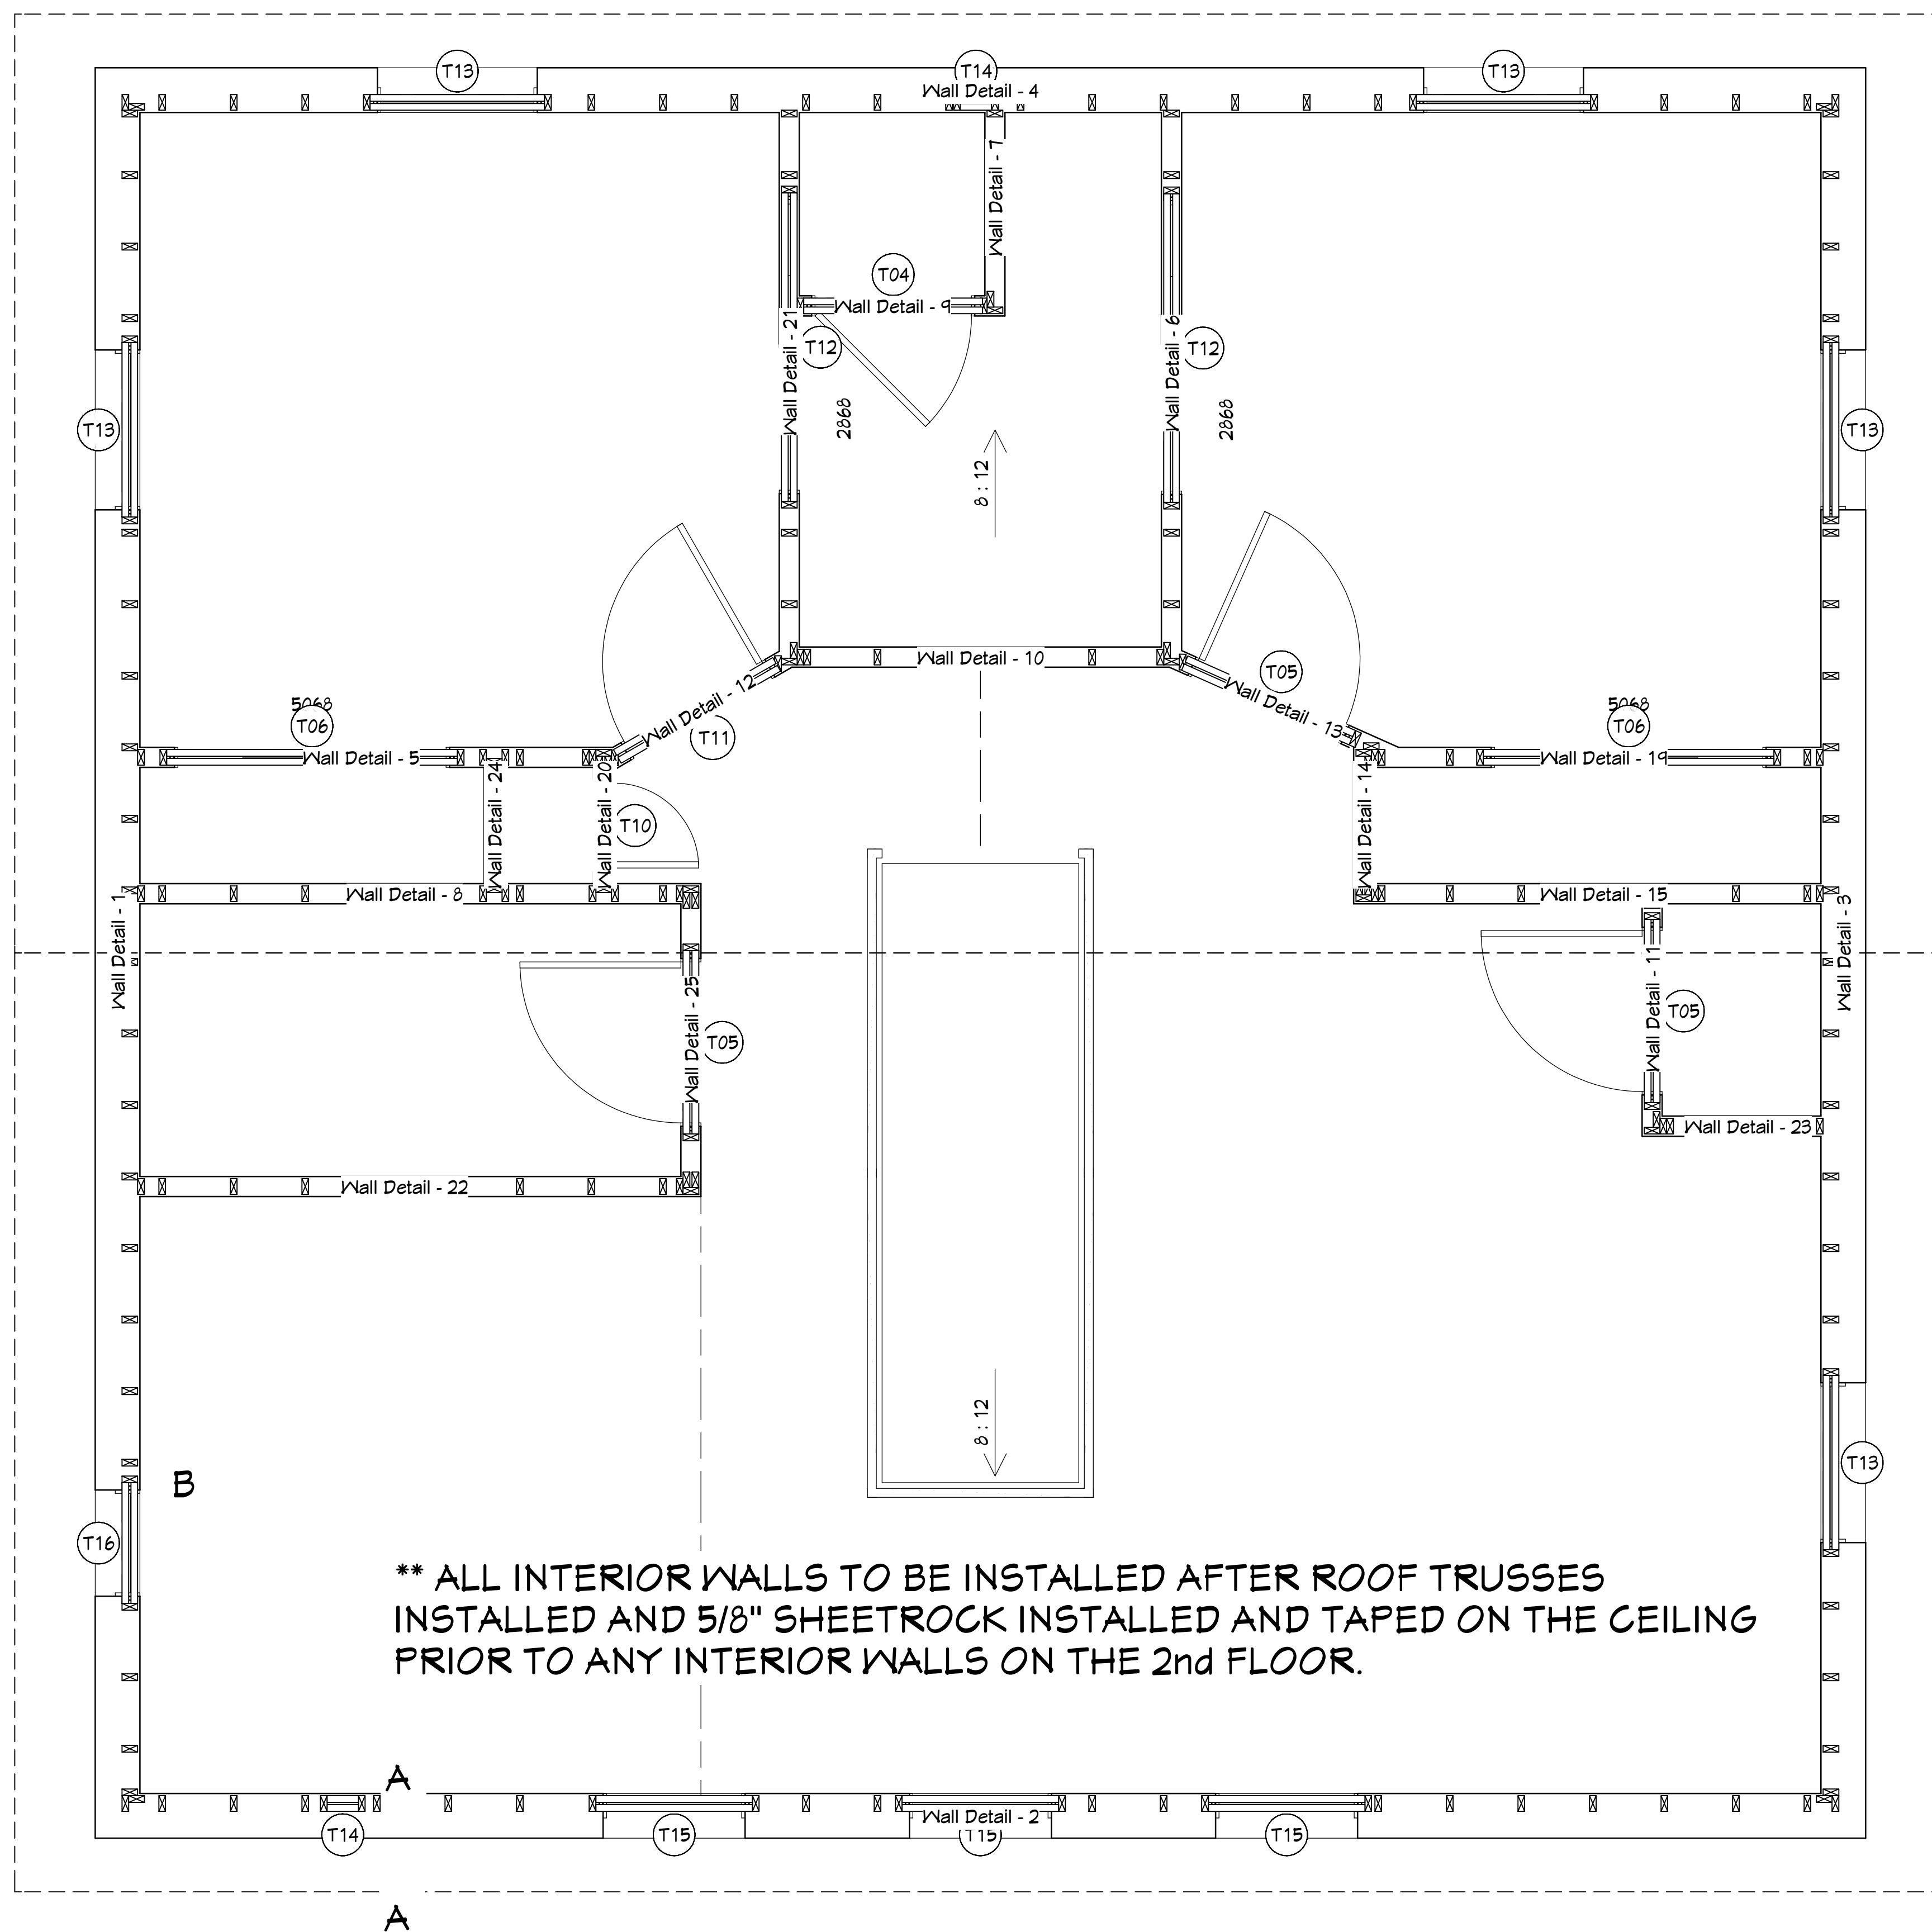 T13
T14
T13
Wall Detail - 4
Wall Detail - 7
T04
Wall Detail - 9
Wall Detail - 21
T12
2868
Wall Detail - 6
T12
2868
T13
T13
8 : 12
Wall Detail - 10
Wall Detail - 12
T11
T05
Wall Detail - 13
5068
T06
Wall Detail - 5
5068
T06
Wall Detail - 19
Wall Detail - 24
Wall Detail - 20
T10
Wall Detail - 14
Wall Detail - 8
Wall Detail - 15
Wall Detail - 1
Wall Detail - 3
Wall Detail - 25
T05
Wall Detail - 11
T05
Wall Detail - 23
Wall Detail - 22
8 : 12
T13
B
T16
** ALL INTERIOR WALLS TO BE INSTALLED AFTER ROOF TRUSSES
INSTALLED AND 5/8" SHEETROCK INSTALLED AND TAPED ON THE CEILING
PRIOR TO ANY INTERIOR WALLS ON THE 2nd FLOOR.
A
Wall Detail - 2
T14
T15
T15
T15
A